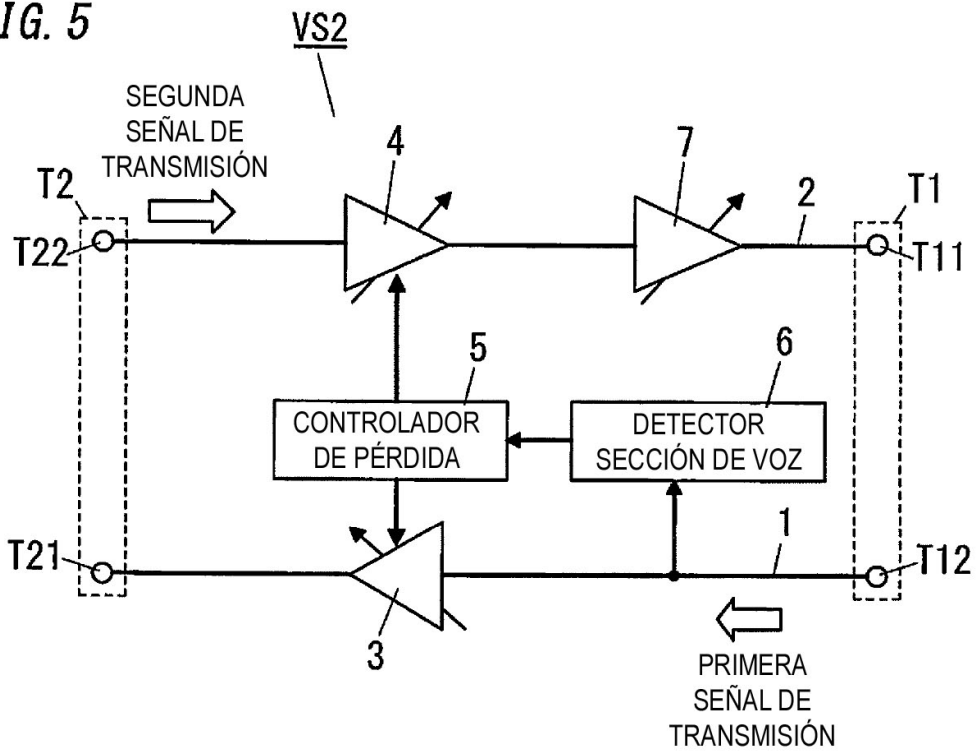 IG. 5
VS2
SEGUNDA
SEÑAL DE
TRANSMISIÓN
4
7
2
T2
T1
T22
T11
5
6
CONTROLADOR
DE PÉRDIDA
DETECTOR
SECCIÓN DE VOZ
1
T21
T12
3
PRIMERA
SEÑAL DE
TRANSMISIÓN